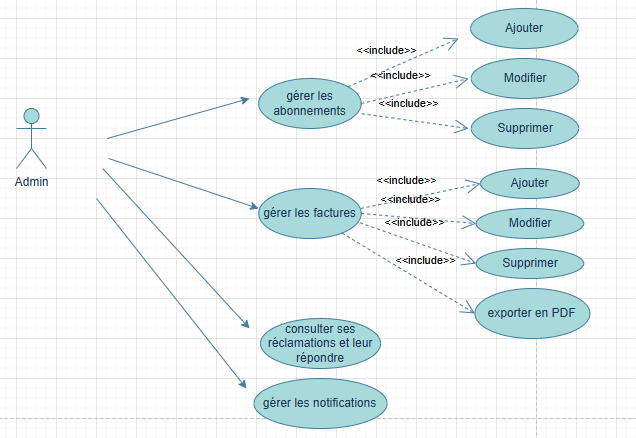 Ajouter
<<include>>
<<include>>
Modifier
gérer les
abonnements
<<include>>
Supprimer
Admin
<<include>>
Ajouter
<<include>>
gérer les factures
<<include>>
Modifier
<<include>>
Supprimer
exporter en PDF
consulter ses
réclamations et leur
répondre
gérer les notifications